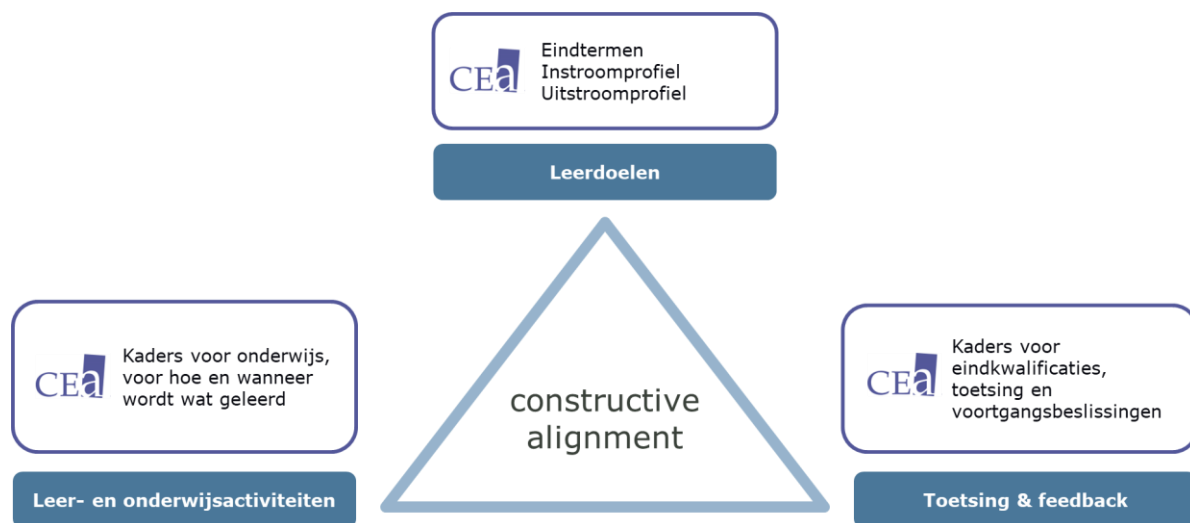 CEa
Eindtermen
Instroomprofiel
Uitstroomprofiel
Leerdoelen
CEa
Kaders voor onderwijs,
voor hoe en wanneer
wordt wat geleerd
Leer- en onderwijsactiviteiten
constructive
alignment
CEa
Kaders voor
eindkwalificaties,
toetsing en
voortgangsbeslissingen
Toetsing & feedback